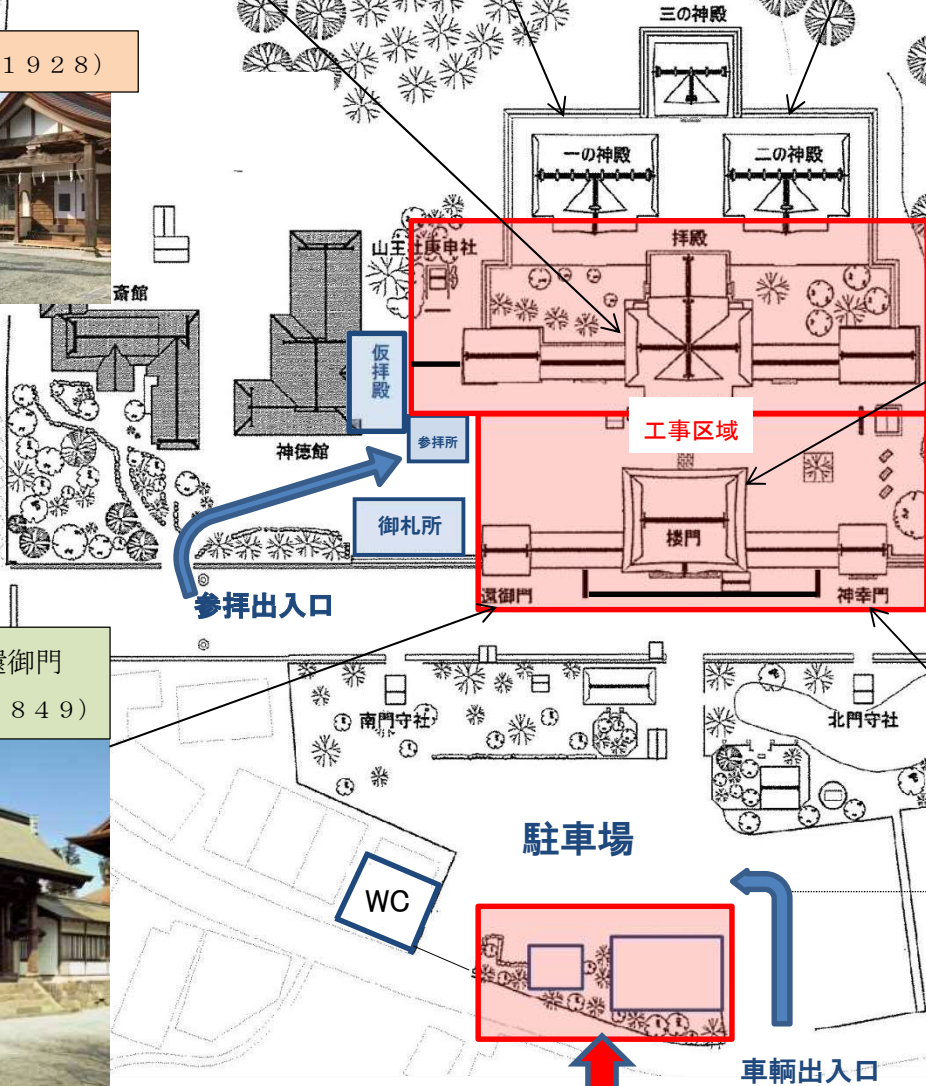 三の神殿
１９２８）
一の神殿
二の神殿
拝殿
山王社庚申社
斎館
仮拝殿
神徳館
参拝所
工事区域
御札所
楼門
還御門
神幸門
参拝出入口
還御門
８４９）
南門守社
北門守社
駐車場
WC
車輌出入口